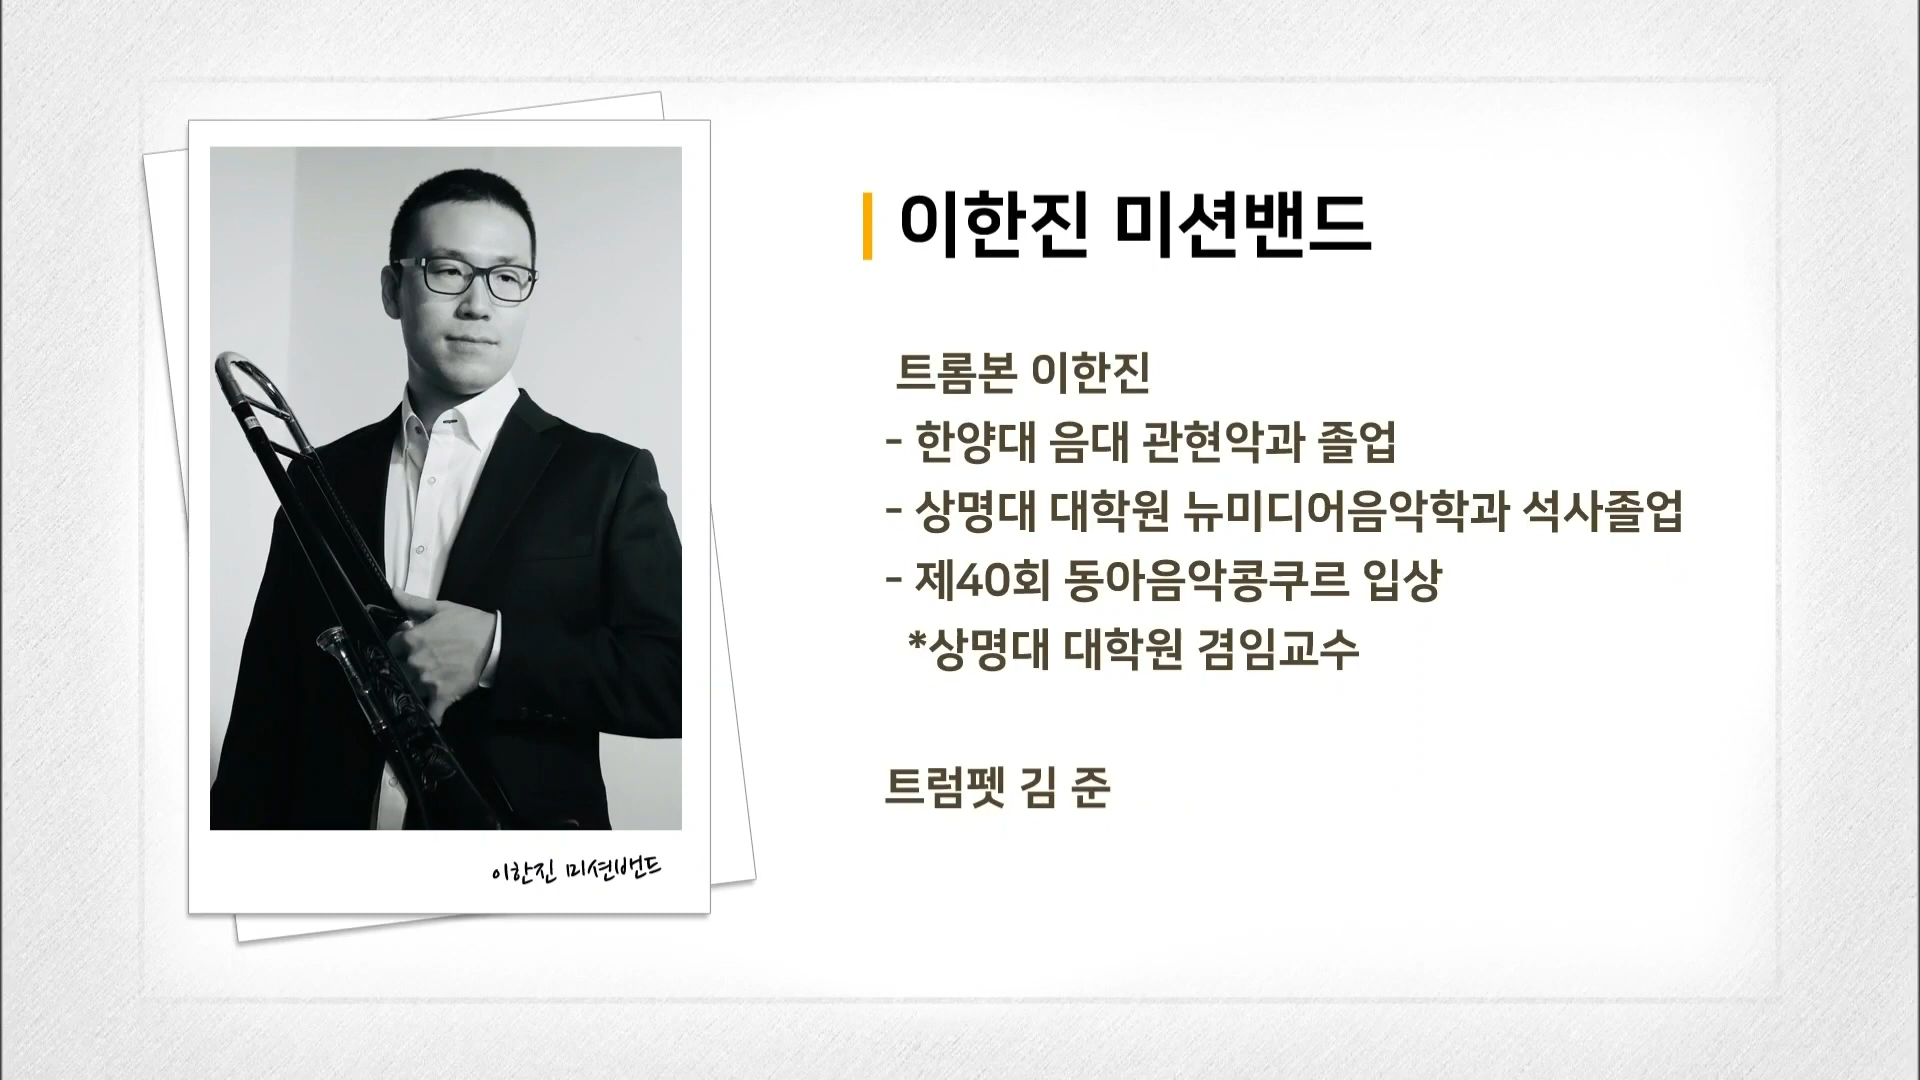 이한진 미션밴드
트롬본 이한진
- 한양대 음대 관현악과 졸업
- 상명대 대학원 뉴미디어음악학과 석사졸업
- 제40회 동아음악콩쿠르 입상
*상명대 대학원 겸임교수
트럼펫 김 준
이한진 미션밴드